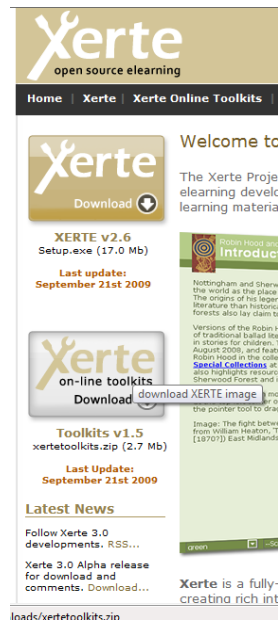 Xerte
open source elearning
Home | Xerte | Xerte Online Toolkits |
Welcome to
The Xerte Proje
elearning develo
learning materia
Xerte
Download
XERTE v2.6
Setup.exe (17.0 Mb)
Last update:
September 21st 2009
Robin Hood and
Introduc
Nottingham and Sherw
the world as the place
The origins of his leger
literature than historic
forests also lay claim to
Versions of the Robin H
of traditional ballad lite
in stories for children. T
August 2008, and feat
Robin Hood in the colle
Special Collections at
also highlights resourc
Sherwood Forest and i
Xerte
on-line toolkits
Download
download XERTE image
the pointer tool to drag
Image: The fight betwe
from William Heaton, 'T
[1870?]) East Midlands
Toolkits v1.5
xertetoolkits.zip (2.7 Mb)
Last Update:
September 21st 2009
Latest News
Follow Xerte 3.0
developments. RSS...
Xerte 3.0 Alpha release
for download and
comments. Download...
green
Xerte is a fully-
creating rich int
loads/xertetoolkits.zip